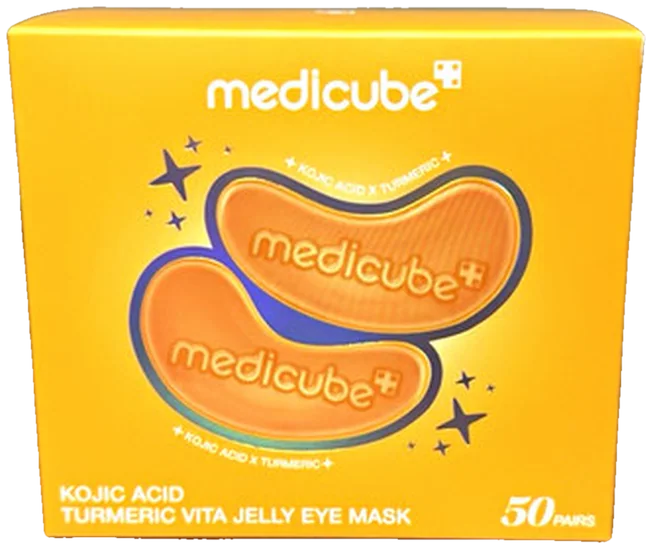 medicube
KOJIC ACID X TURMERIC
medicube
medicube
KOJIC ACID X TURMERIC
KOJIC ACID
TURMERIC VITA JELLY EYE MASK
50 PAIRS